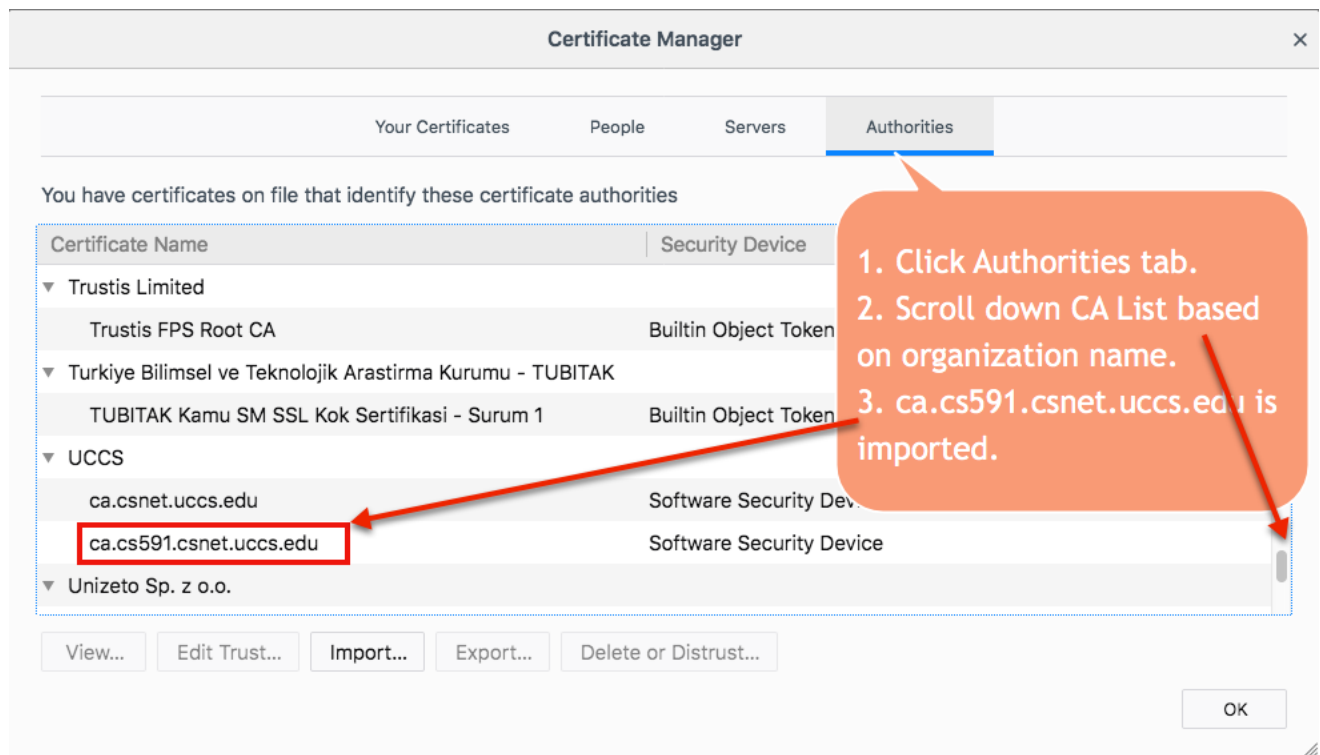 Certificate Manager
Your Certificates People Servers Authorities
You have certificates on file that identify these certificate authorities
Certificate Name Security Device
Trustis Limited
Trustis FPS Root CA Builtin Object Token
Turkiye Bilimsel ve Teknolojik Arastirma Kurumu - TUBITAK
TUBITAK Kamu SM SSL Kok Sertifikasi - Surum 1 Builtin Object Token
UCCS
ca.csnet.uccs.edu Software Security Dev
ca.cs591.csnet.uccs.edu Software Security Device
Unizeto Sp. z o.o.
1. Click Authorities tab.
2. Scroll down CA List based
on organization name.
3. ca.cs591.csnet.uccs.edu is
imported.
View... Edit Trust... Import... Export... Delete or Distrust...
OK